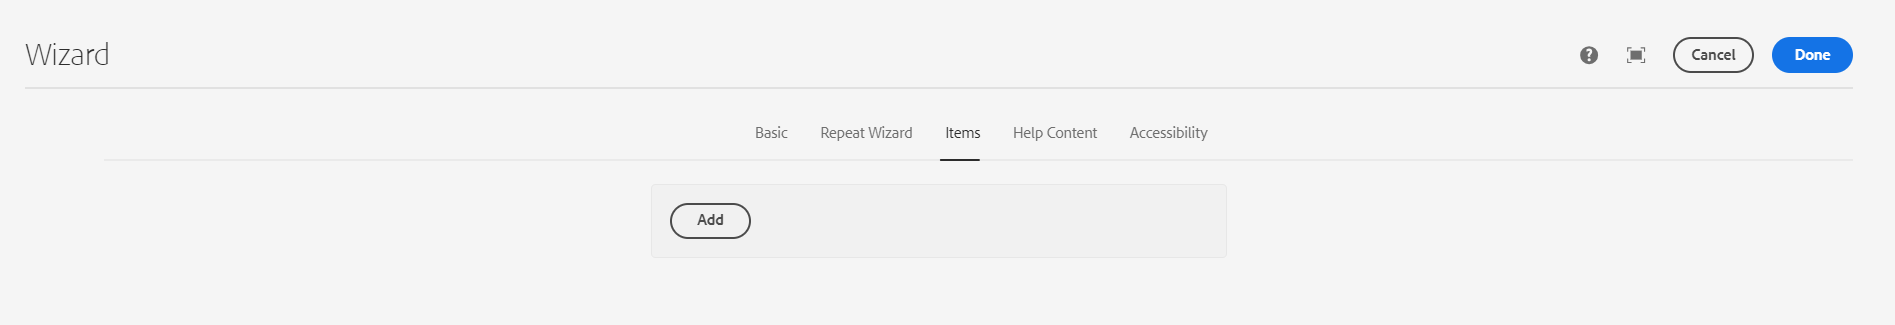 Wizard
Cancel
Done
Basic
Repeat Wizard
Items
Help Content
Accessibility
Add